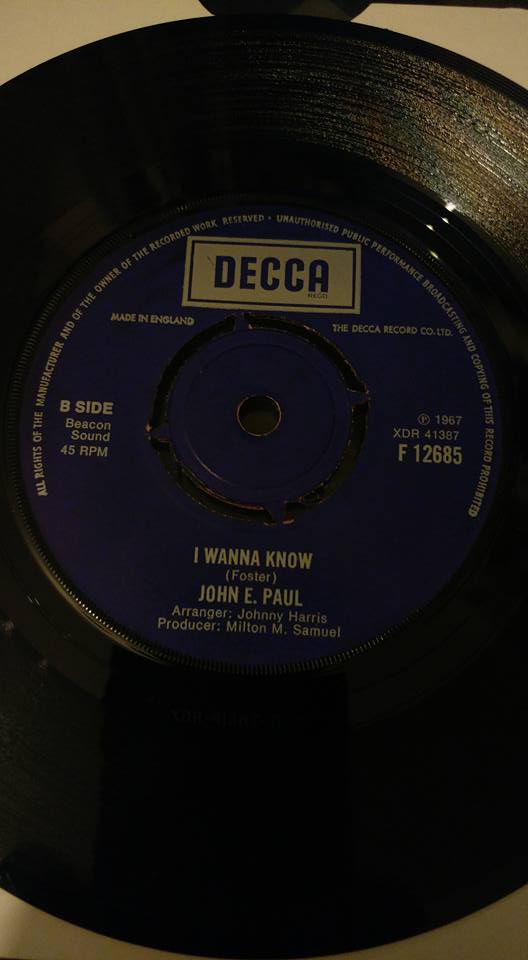 ALL RIGHTS OF THE MANUFACTURER AND OF THE OWNER OF THE RECORDED WORK RESERVED • UNAUTHORISED PUBLIC PERFORMANCE BROADCASTING AND COPYING OF THIS RECORD PROHIBITED
DECCA
REGD
MADE IN ENGLAND
THE DECCA RECORD CO. LTD.
B SIDE
Beacon
Sound
45 RPM
℗ 1967
XDR 41387
F 12685
I WANNA KNOW
(Foster)
JOHN E. PAUL
Arranger: Johnny Harris
Producer: Milton M. Samuel